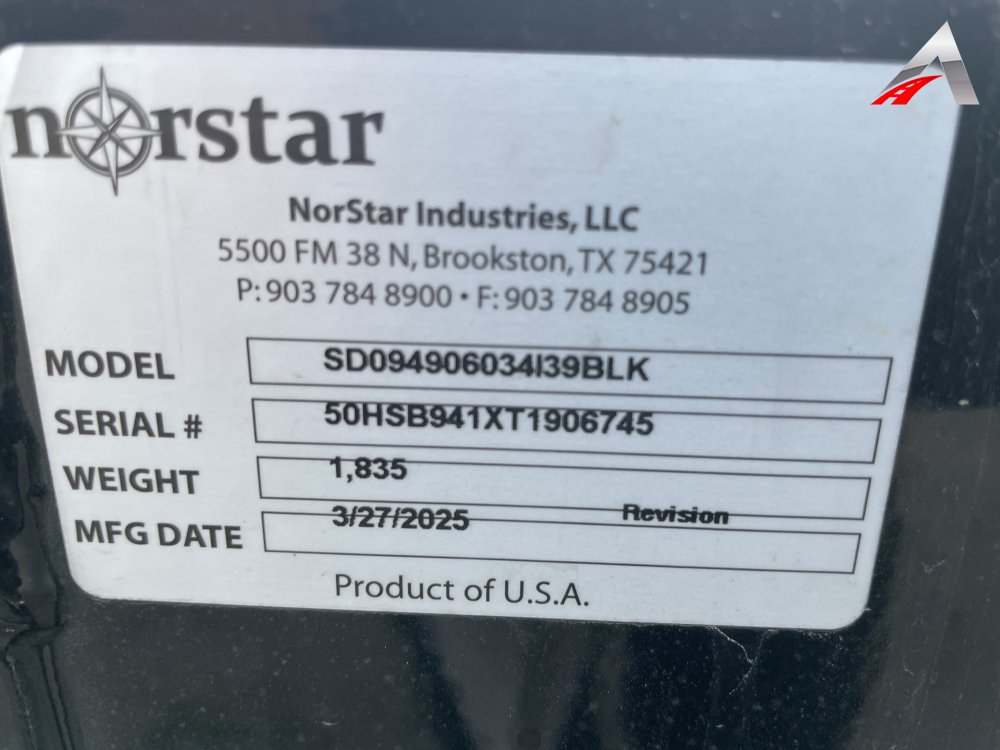 norstar
NorStar Industries, LLC
5500 FM 38 N, Brookston, TX 75421
P: 903 784 8900 • F: 903 784 8905
MODEL SD094906034I39BLK
SERIAL # 50HSB941XT1906745
WEIGHT 1,835
MFG DATE 3/27/2025 Revision
Product of U.S.A.